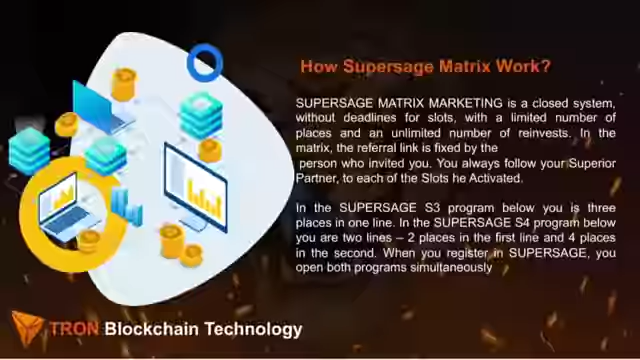 How Supersage Matrix Work?
SUPERSAGE MATRIX MARKETING is a closed system,
without deadlines for slots, with a limited number of
places and an unlimited number of reinvests. In the
matrix, the referral link is fixed by the
person who invited you. You always follow your Superior
Partner, to each of the Slots he Activated.
In the SUPERSAGE S3 program below you is three
places in one line. In the SUPERSAGE S4 program below
you are two lines – 2 places in the first line and 4 places
in the second. When you register in SUPERSAGE, you
open both programs simultaneously
TRON Blockchain Technology